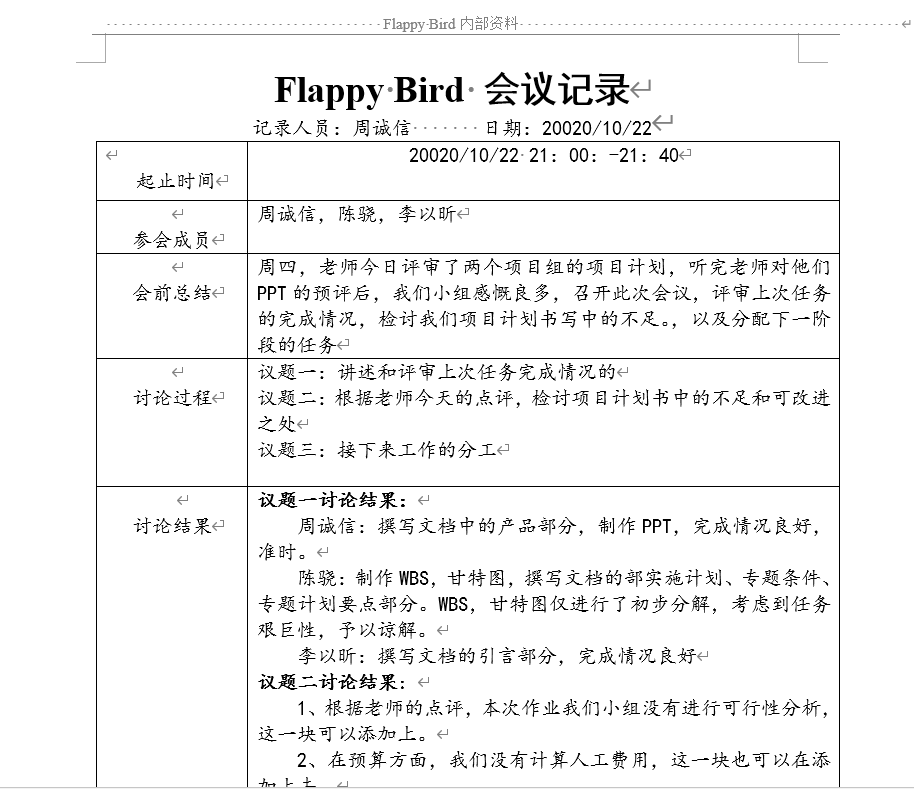 Flappy Bird 内部资料
Flappy Bird 会议记录
记录人员：周诚信 日期：20020/10/22
起止时间
20020/10/22 21：00：-21：40
参会成员
周诚信，陈骁，李以昕
会前总结
周四，老师今日评审了两个项目组的项目计划，听完老师对他们
PPT的预评后，我们小组感慨良多，召开此次会议，评审上次任务
的完成情况，检讨我们项目计划书写中的不足。，以及分配下一阶
段的任务
讨论过程
议题一：讲述和评审上次任务完成情况的
议题二：根据老师今天的点评，检讨项目计划书中的不足和可改进
之处
议题三：接下来工作的分工
讨论结果
议题一讨论结果：
周诚信：撰写文档中的产品部分，制作PPT，完成情况良好，
准时。
陈骁：制作WBS，甘特图，撰写文档的部实施计划、专题条件、
专题计划要点部分。WBS，甘特图仅进行了初步分解，考虑到任务
艰巨性，予以谅解。
李以昕：撰写文档的引言部分，完成情况良好
议题二讨论结果：
1、根据老师的点评，本次作业我们小组没有进行可行性分析，
这一块可以添加上。
2、在预算方面，我们没有计算人工费用，这一块也可以在添